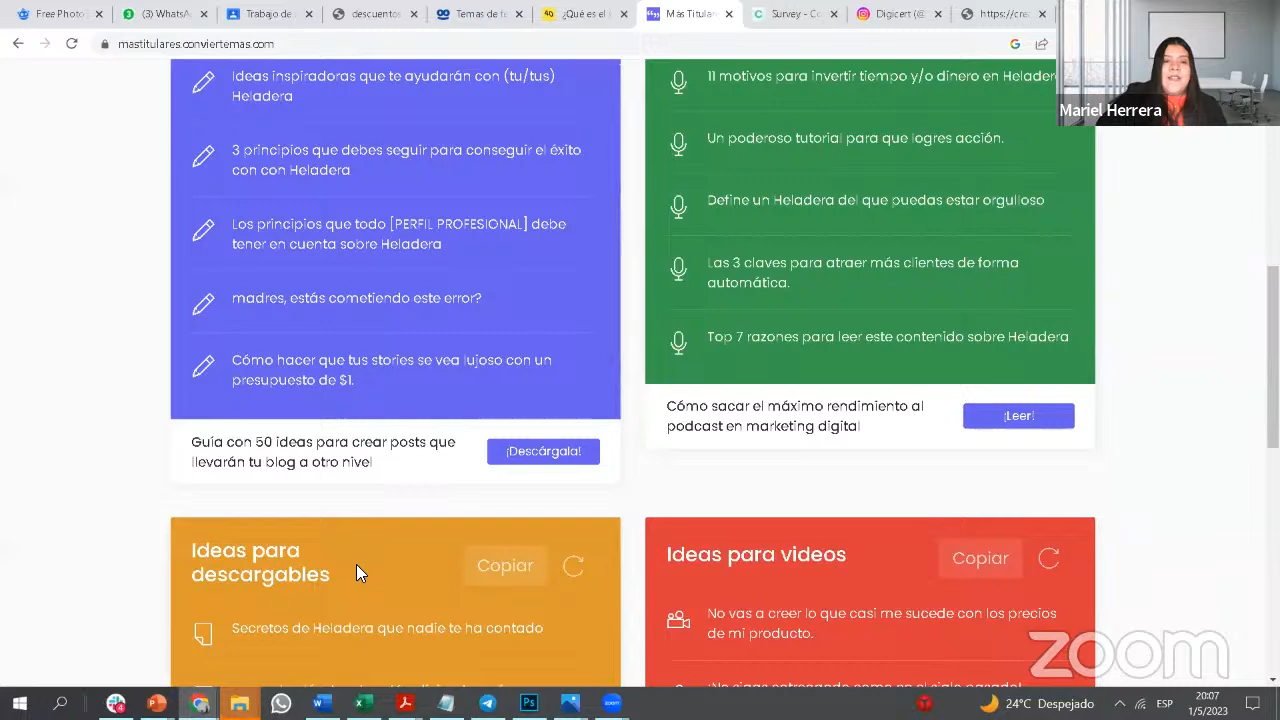 Free Photo
(3) WhatsA
Trabajo de
descuento
Temas de t
¿Qué es el
Más Titular
Survey - C
Digicert
https://cre
mastitulares.conviertemas.com
Ideas inspiradoras que te ayudarán con (tu/tus)
Heladera
3 principios que debes seguir para conseguir el éxito
con con Heladera
Los principios que todo [PERFIL PROFESIONAL] debe
tener en cuenta sobre Heladera
madres, estás cometiendo este error?
Cómo hacer que tus stories se vea lujoso con un
presupuesto de $1.
Guía con 50 ideas para crear posts que
llevarán tu blog a otro nivel
¡Descárgala!
11 motivos para invertir tiempo y/o dinero en Helader
Un poderoso tutorial para que logres acción.
Define un Heladera del que puedas estar orgulloso
Las 3 claves para atraer más clientes de forma
automática.
Top 7 razones para leer este contenido sobre Heladera
Cómo sacar el máximo rendimiento al
podcast en marketing digital
¡Leer!
Mariel Herrera
Ideas para
descargables
Copiar
Secretos de Heladera que nadie te ha contado
Ideas para videos
Copiar
No vas a creer lo que casi me sucede con los precios
de mi producto.
zoom
24°C Despejado
ESP
20:07
1/5/2023